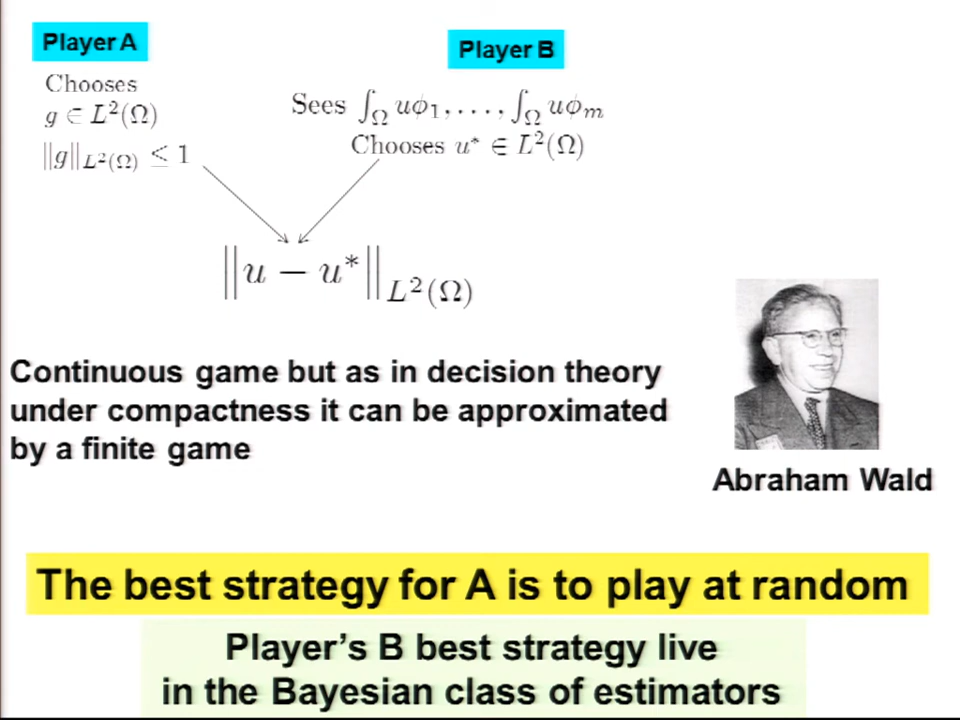 Player A
Chooses
g ∈ L²(Ω)
‖g‖_{L²(Ω)} ≤ 1
Player B
Sees ∫_Ω uϕ₁, . . . , ∫_Ω uϕₘ
Chooses u* ∈ L²(Ω)
‖u − u*‖_{L²(Ω)}
Continuous game but as in decision theory
under compactness it can be approximated
by a finite game
Abraham Wald
The best strategy for A is to play at random
Player’s B best strategy live
in the Bayesian class of estimators